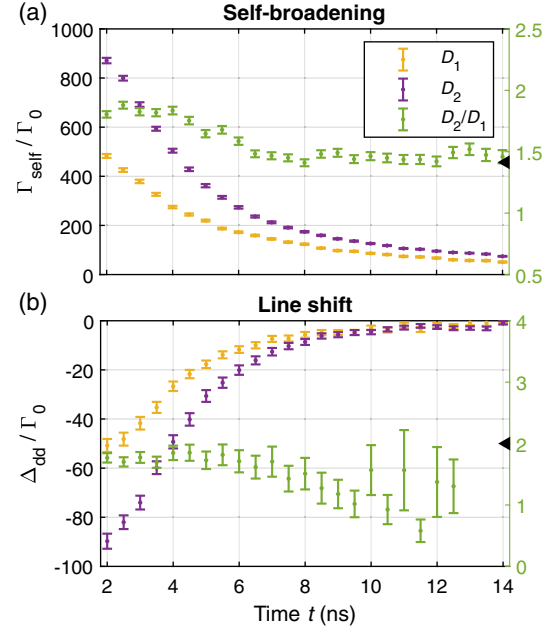 (a)
Self-broadening
Γself / Γ0
1000
800
600
400
200
0
2.5
2
1.5
1
0.5
D1
D2
D2/D1
(b)
Line shift
Δdd / Γ0
0
-20
-40
-60
-80
-100
4
3
2
1
0
2
4
6
8
10
12
14
Time t (ns)